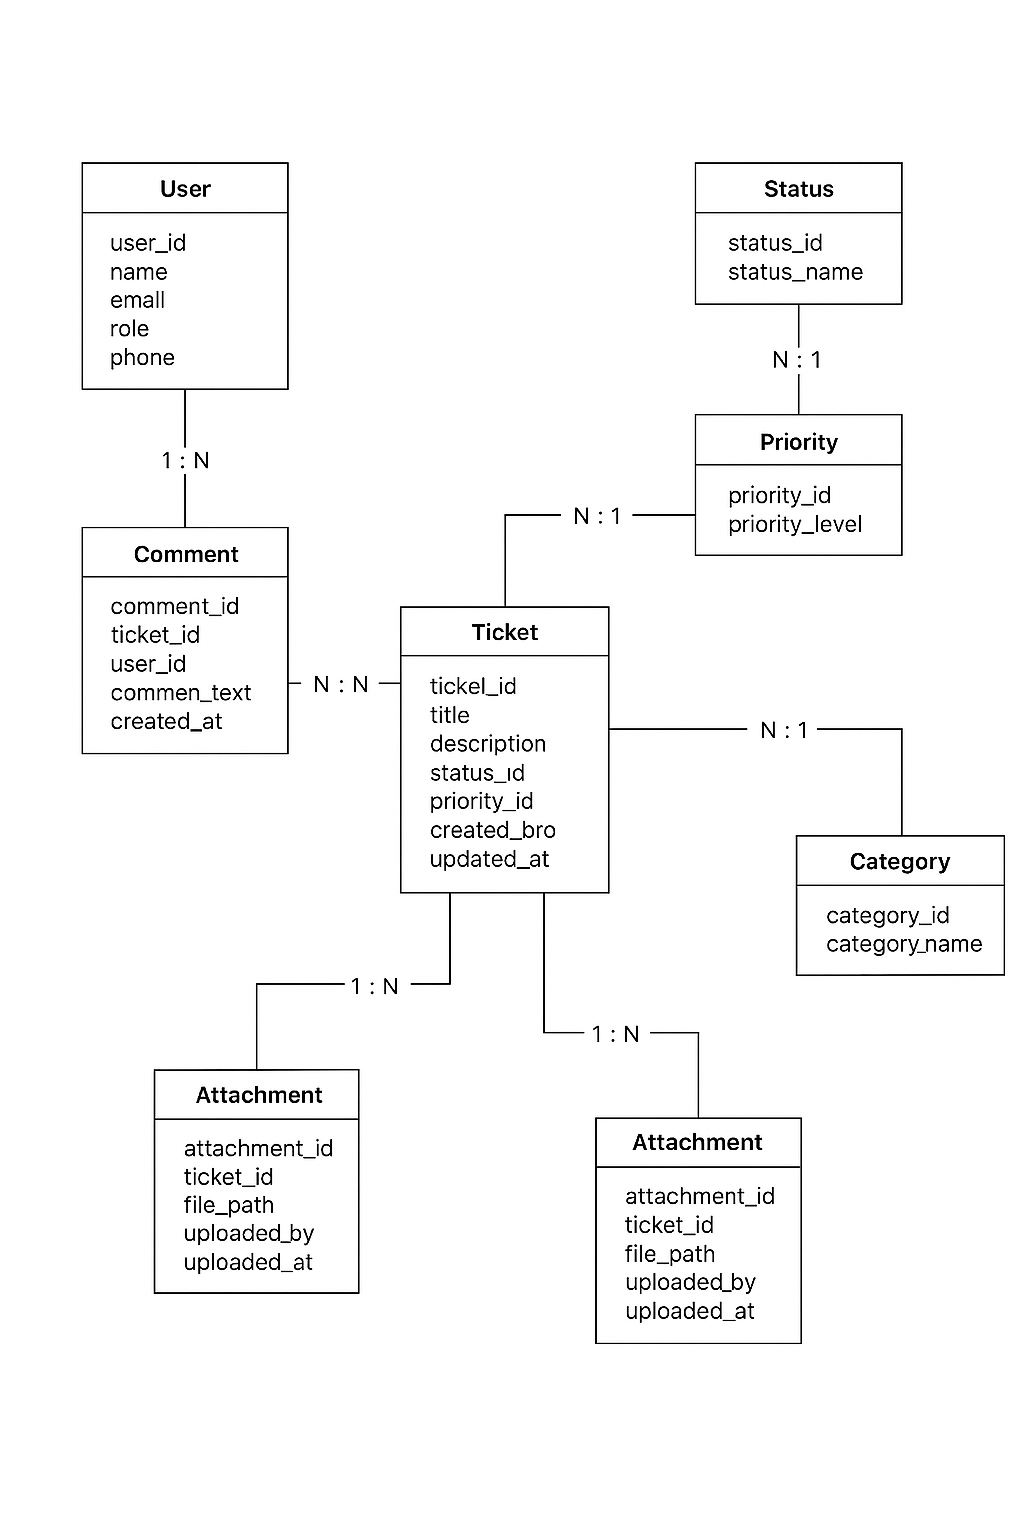 User
user_id
name
emall
role
phone
1 : N
Comment
comment_id
ticket_id
user_id
commen_text
created_at
N : N
Status
status_id
status_name
N : 1
Priority
priority_id
priority_level
N : 1
Ticket
tickel_id
title
description
status_ıd
priority_id
created_bro
updated_at
N : 1
Category
category_id
category_name
1 : N
Attachment
attachment_id
ticket_id
file_path
uploaded_by
uploaded_at
1 : N
Attachment
attachment_id
ticket_id
file_path
uploaded_by
uploaded_at